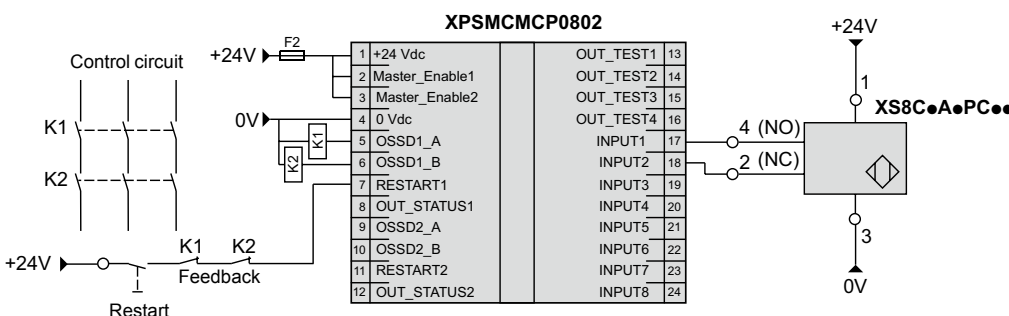 XPSMCMCP0802
+24V
F2
+24V
Control circuit
1 +24 Vdc
OUT_TEST1 13
2 Master_Enable1
OUT_TEST2 14
3 Master_Enable2
OUT_TEST3 15
4 0 Vdc
OUT_TEST4 16
5 OSSD1_A
INPUT1 17
6 OSSD1_B
INPUT2 18
7 RESTART1
INPUT3 19
8 OUT_STATUS1
INPUT4 20
9 OSSD2_A
INPUT5 21
10 OSSD2_B
INPUT6 22
11 RESTART2
INPUT7 23
12 OUT_STATUS2
INPUT8 24
0V
K1
K2
K1
K2
1
XS8C●A●PC●●
4 (NO)
2 (NC)
3
0V
+24V
K1 K2
Feedback
Restart